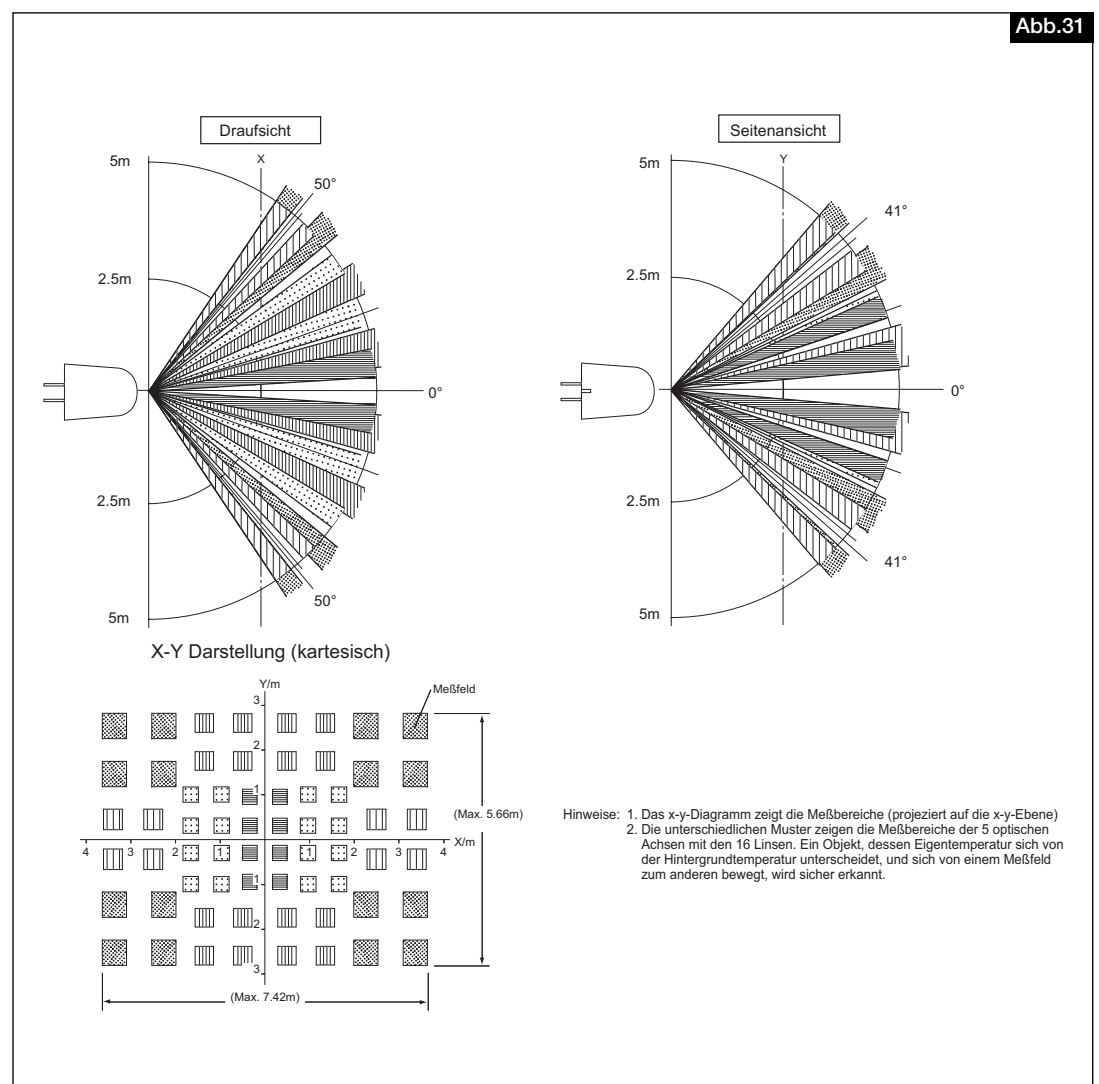 Abb.31
Draufsicht
X
5m
50°
2.5m
0°
2.5m
50°
5m
Seitenansicht
Y
5m
41°
2.5m
0°
2.5m
41°
5m
X-Y Darstellung (kartesisch)
Y/m
3
Meßfeld
2
1
(Max. 5.66m)
X/m
4 3 2 1 1 2 3 4
1
2
3
(Max. 7.42m)
Hinweise: 1. Das x-y-Diagramm zeigt die Meßbereiche (projeziert auf die x-y-Ebene)
2. Die unterschiedlichen Muster zeigen die Meßbereiche der 5 optischen
Achsen mit den 16 Linsen. Ein Objekt, dessen Eigentemperatur sich von
der Hintergrundtemperatur unterscheidet, und sich von einem Meßfeld
zum anderen bewegt, wird sicher erkannt.